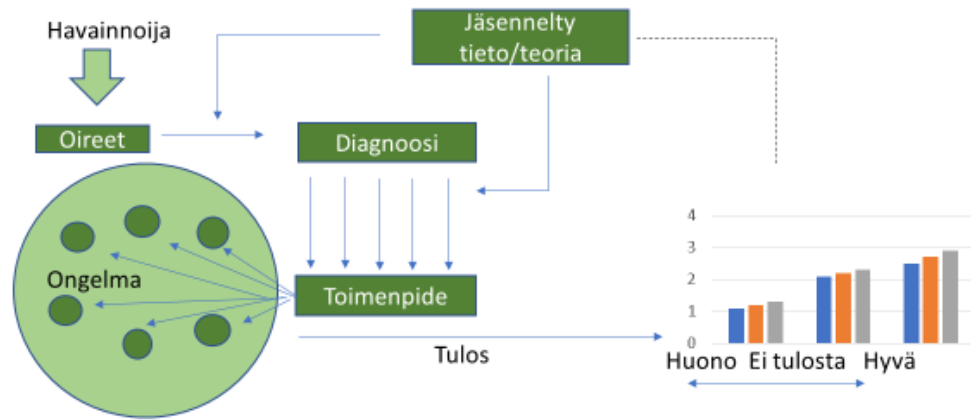 Havainnoija
Jäsennelty
tieto/teoria
Oireet
Diagnoosi
Ongelma
Toimenpide
Tulos
4
3
2
1
0
Huono Ei tulosta Hyvä